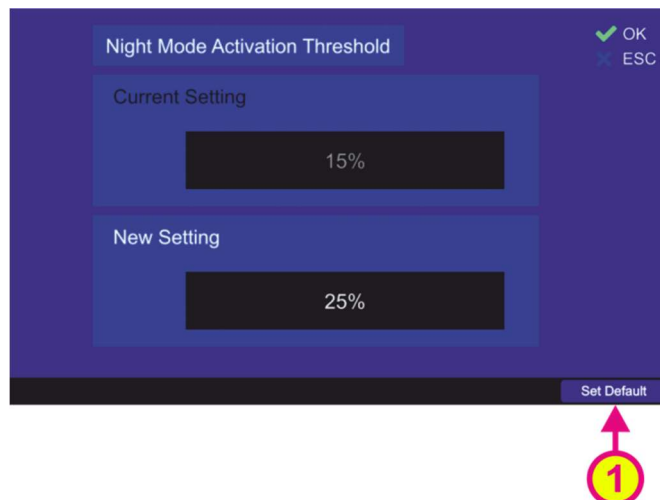 Night Mode Activation Threshold
OK
ESC
Current Setting
15%
New Setting
25%
Set Default
1